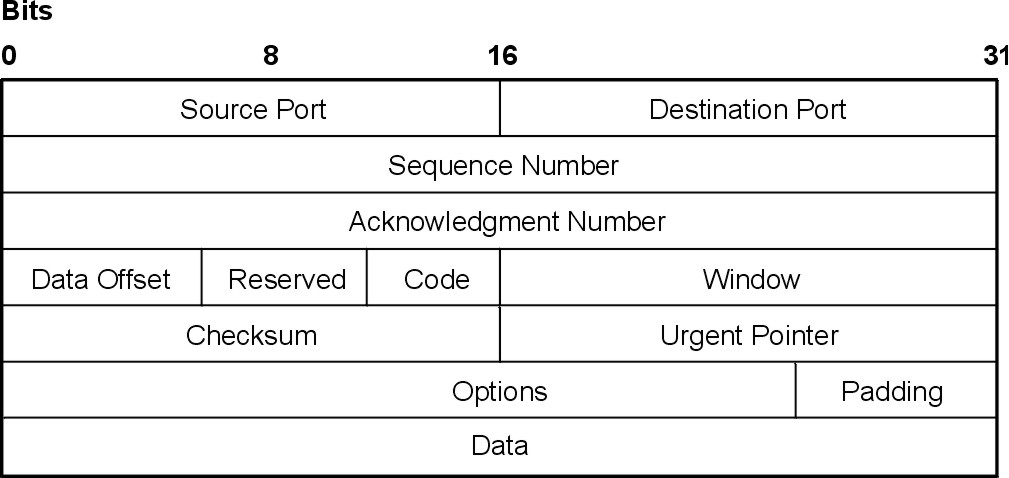 Bits
0 8 16 31
Source Port Destination Port
Sequence Number
Acknowledgment Number
Data Offset Reserved Code Window
Checksum Urgent Pointer
Options Padding
Data